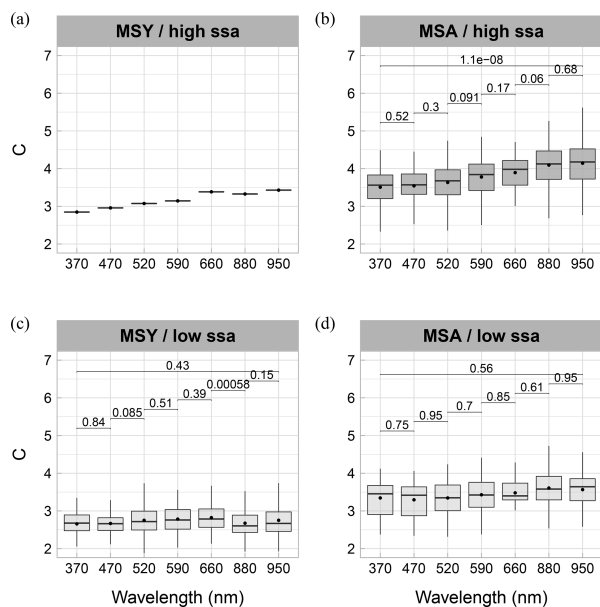 (a)
MSY / high ssa
7
6
5
4
3
2
C
370 470 520 590 660 880 950
(b)
MSA / high ssa
7
6
5
4
3
2
1.1e−08
0.52
0.3
0.091
0.17
0.06
0.68
370 470 520 590 660 880 950
(c)
MSY / low ssa
7
6
5
4
3
2
C
0.43
0.84
0.085
0.51
0.39
0.00058
0.15
370 470 520 590 660 880 950
Wavelength (nm)
(d)
MSA / low ssa
7
6
5
4
3
2
0.56
0.75
0.95
0.7
0.85
0.61
0.95
370 470 520 590 660 880 950
Wavelength (nm)